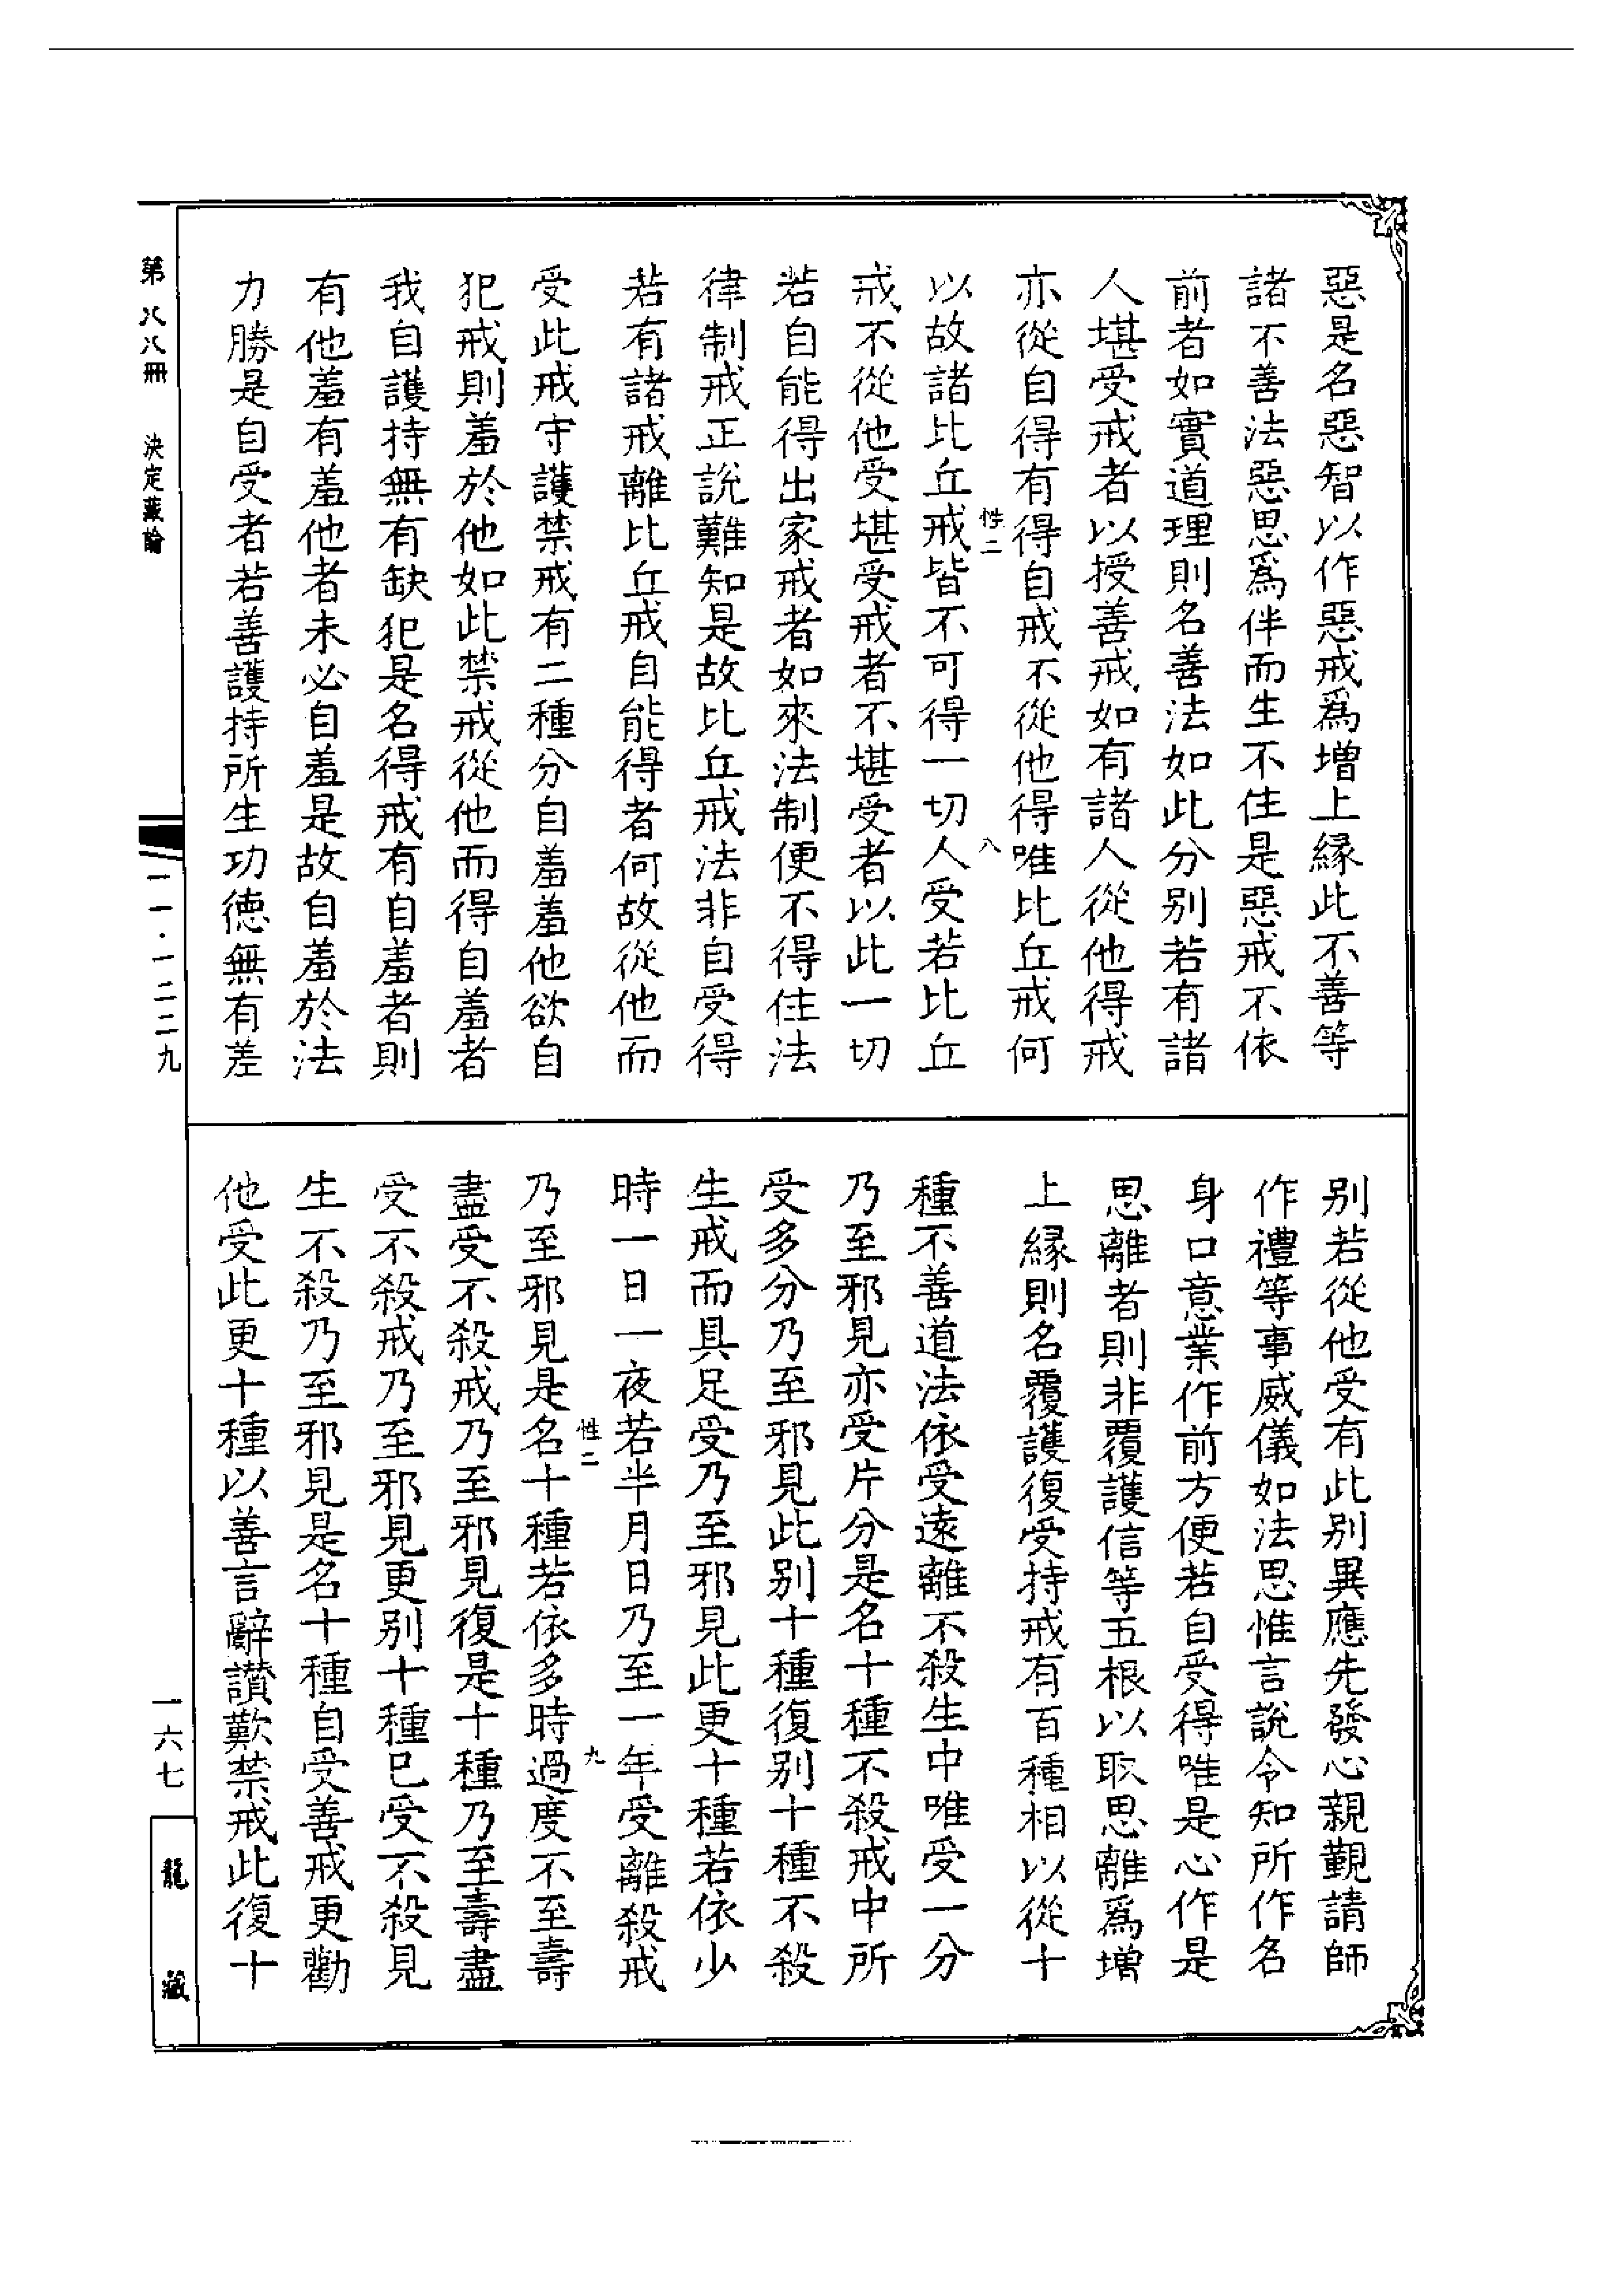 惡是名惡智以作惡戒爲增上緣此不善等
諸不善法惡思爲伴而生不住是惡戒不依
前者如實道理則名善法如此分別若有諸
人堪受戒者以授善戒如有諸人從他得戒
亦從自得有得自戒不從他得唯比丘戒何
性二 八
以故諸比丘戒皆不可得一切人受若比丘
戒不從他受堪受戒者不堪受者以此一切
若自能得出家戒者如來法制便不得住法
律制戒正說難知是故比丘戒法非自受得
若有諸戒離比丘戒自能得者何故從他而
受此戒守護禁戒有二種分自羞羞他欲自
犯戒則羞於他如此禁戒從他而得自羞者
我自護持無有缺犯是名得戒有自羞者則
有他羞有羞他者未必自羞是故自羞於法
力勝是自受者若善護持所生功德無有差
別若從他受有此別異應先發心親覲請師
作禮等事威儀如法思惟言說令知所作名
身口意業作前方便若自受得唯是心作是
思離者則非覆護信等五根以取思離爲增
上緣則名覆護復受持戒有百種相以從十
種不善道法依受遠離不殺生中唯受一分
乃至邪見亦受片分是名十種不殺戒中所
受多分乃至邪見此別十種復別十種不殺
生戒而具足受乃至邪見此更十種若依少
時一日一夜若半月日乃至一年受離殺戒
性二 九
乃至邪見是名十種若依多時過度不至壽
盡受不殺戒乃至邪見復是十種乃至壽盡
受不殺戒乃至邪見更別十種已受不殺見
生不殺乃至邪見是名十種自受善戒更勸
他受此更十種以善言辭讚歎禁戒此復十
第八八冊 決定藏論
一一·一二二九
一六七
龍藏